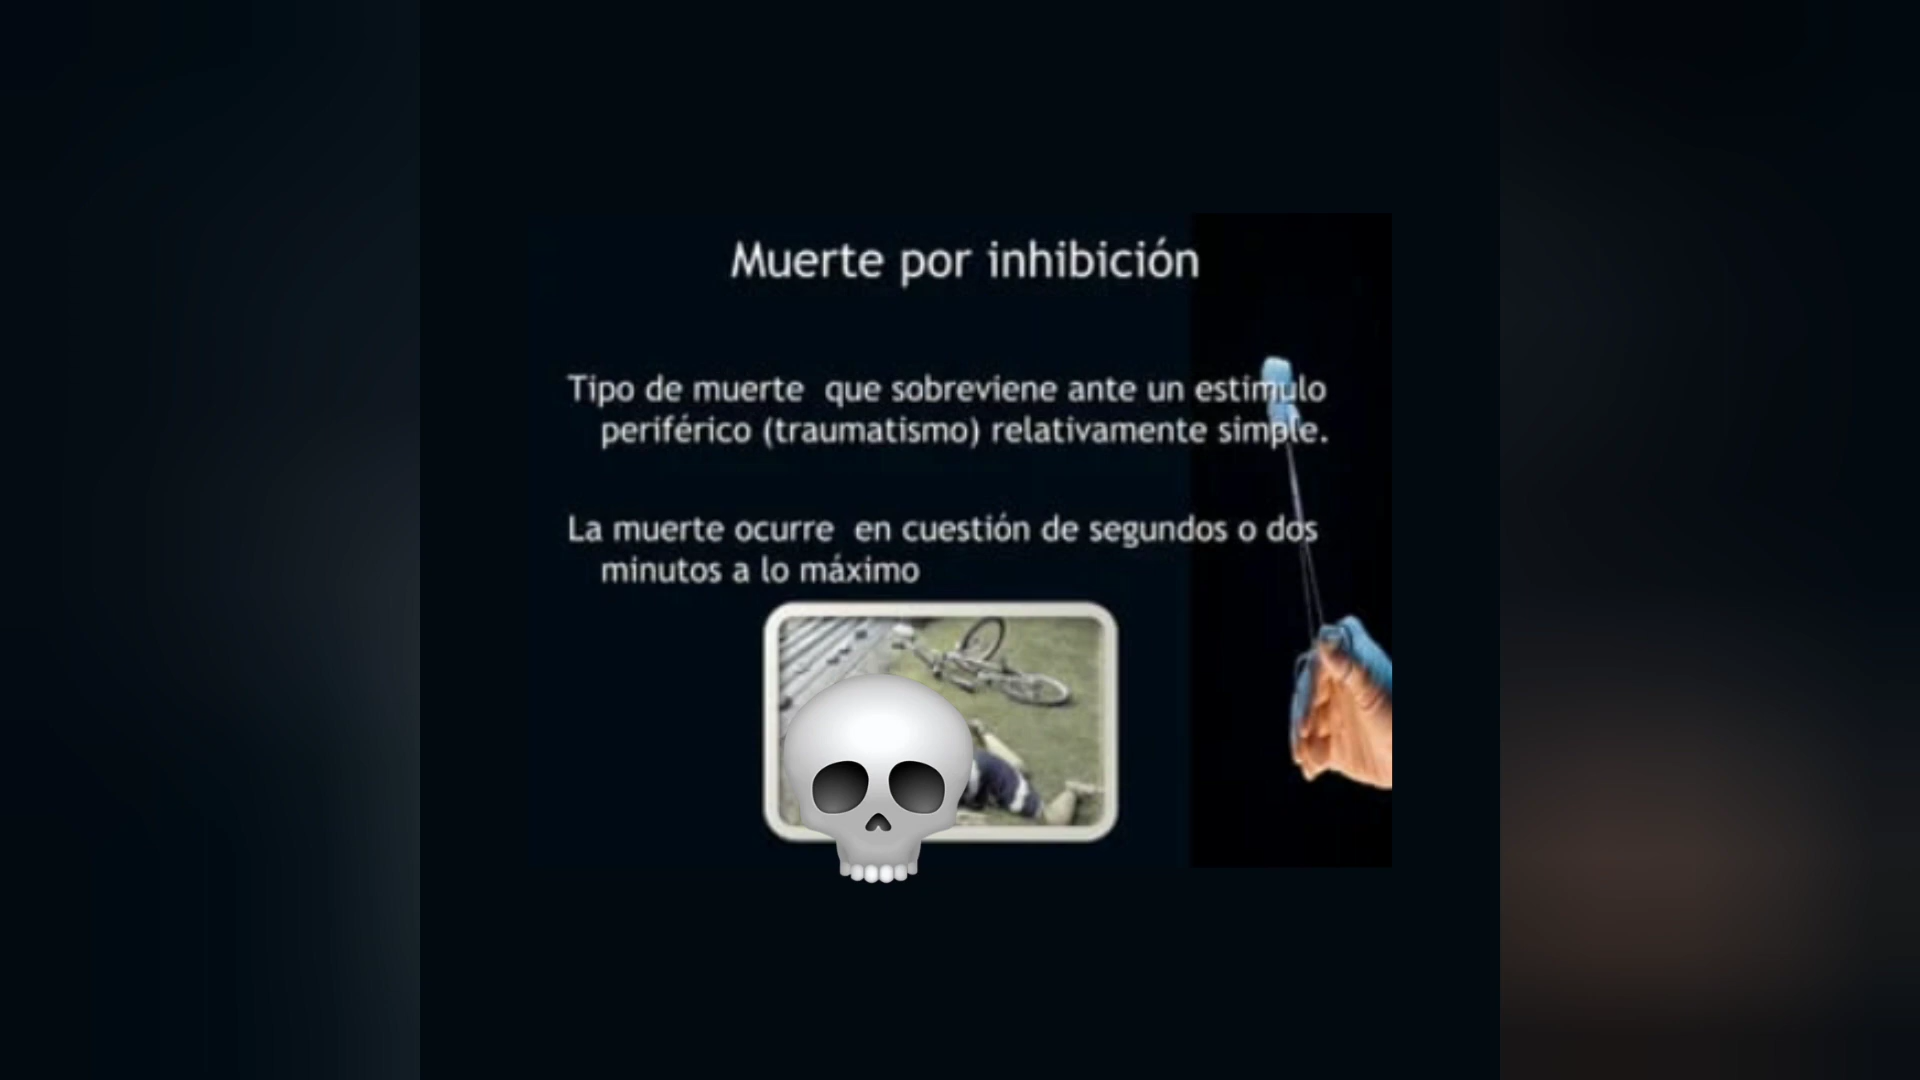 Muerte por inhibición
Tipo de muerte que sobreviene ante un estímulo
periférico (traumatismo) relativamente simple.
La muerte ocurre en cuestión de segundos o dos
minutos a lo máximo